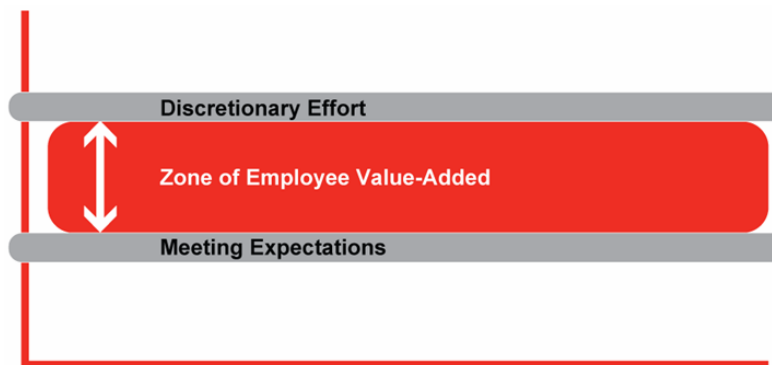 Discretionary Effort
Zone of Employee Value-Added
Meeting Expectations